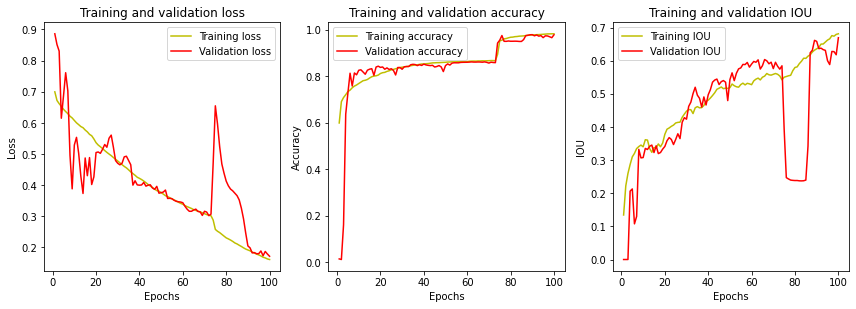 Training and validation loss
Training loss
Validation loss
Loss
0.9
0.8
0.7
0.6
0.5
0.4
0.3
0.2
0
20
40
60
80
100
Epochs
Training and validation accuracy
Training accuracy
Validation accuracy
Accuracy
1.0
0.8
0.6
0.4
0.2
0.0
0
20
40
60
80
100
Epochs
Training and validation IOU
Training IOU
Validation IOU
IOU
0.7
0.6
0.5
0.4
0.3
0.2
0.1
0.0
0
20
40
60
80
100
Epochs